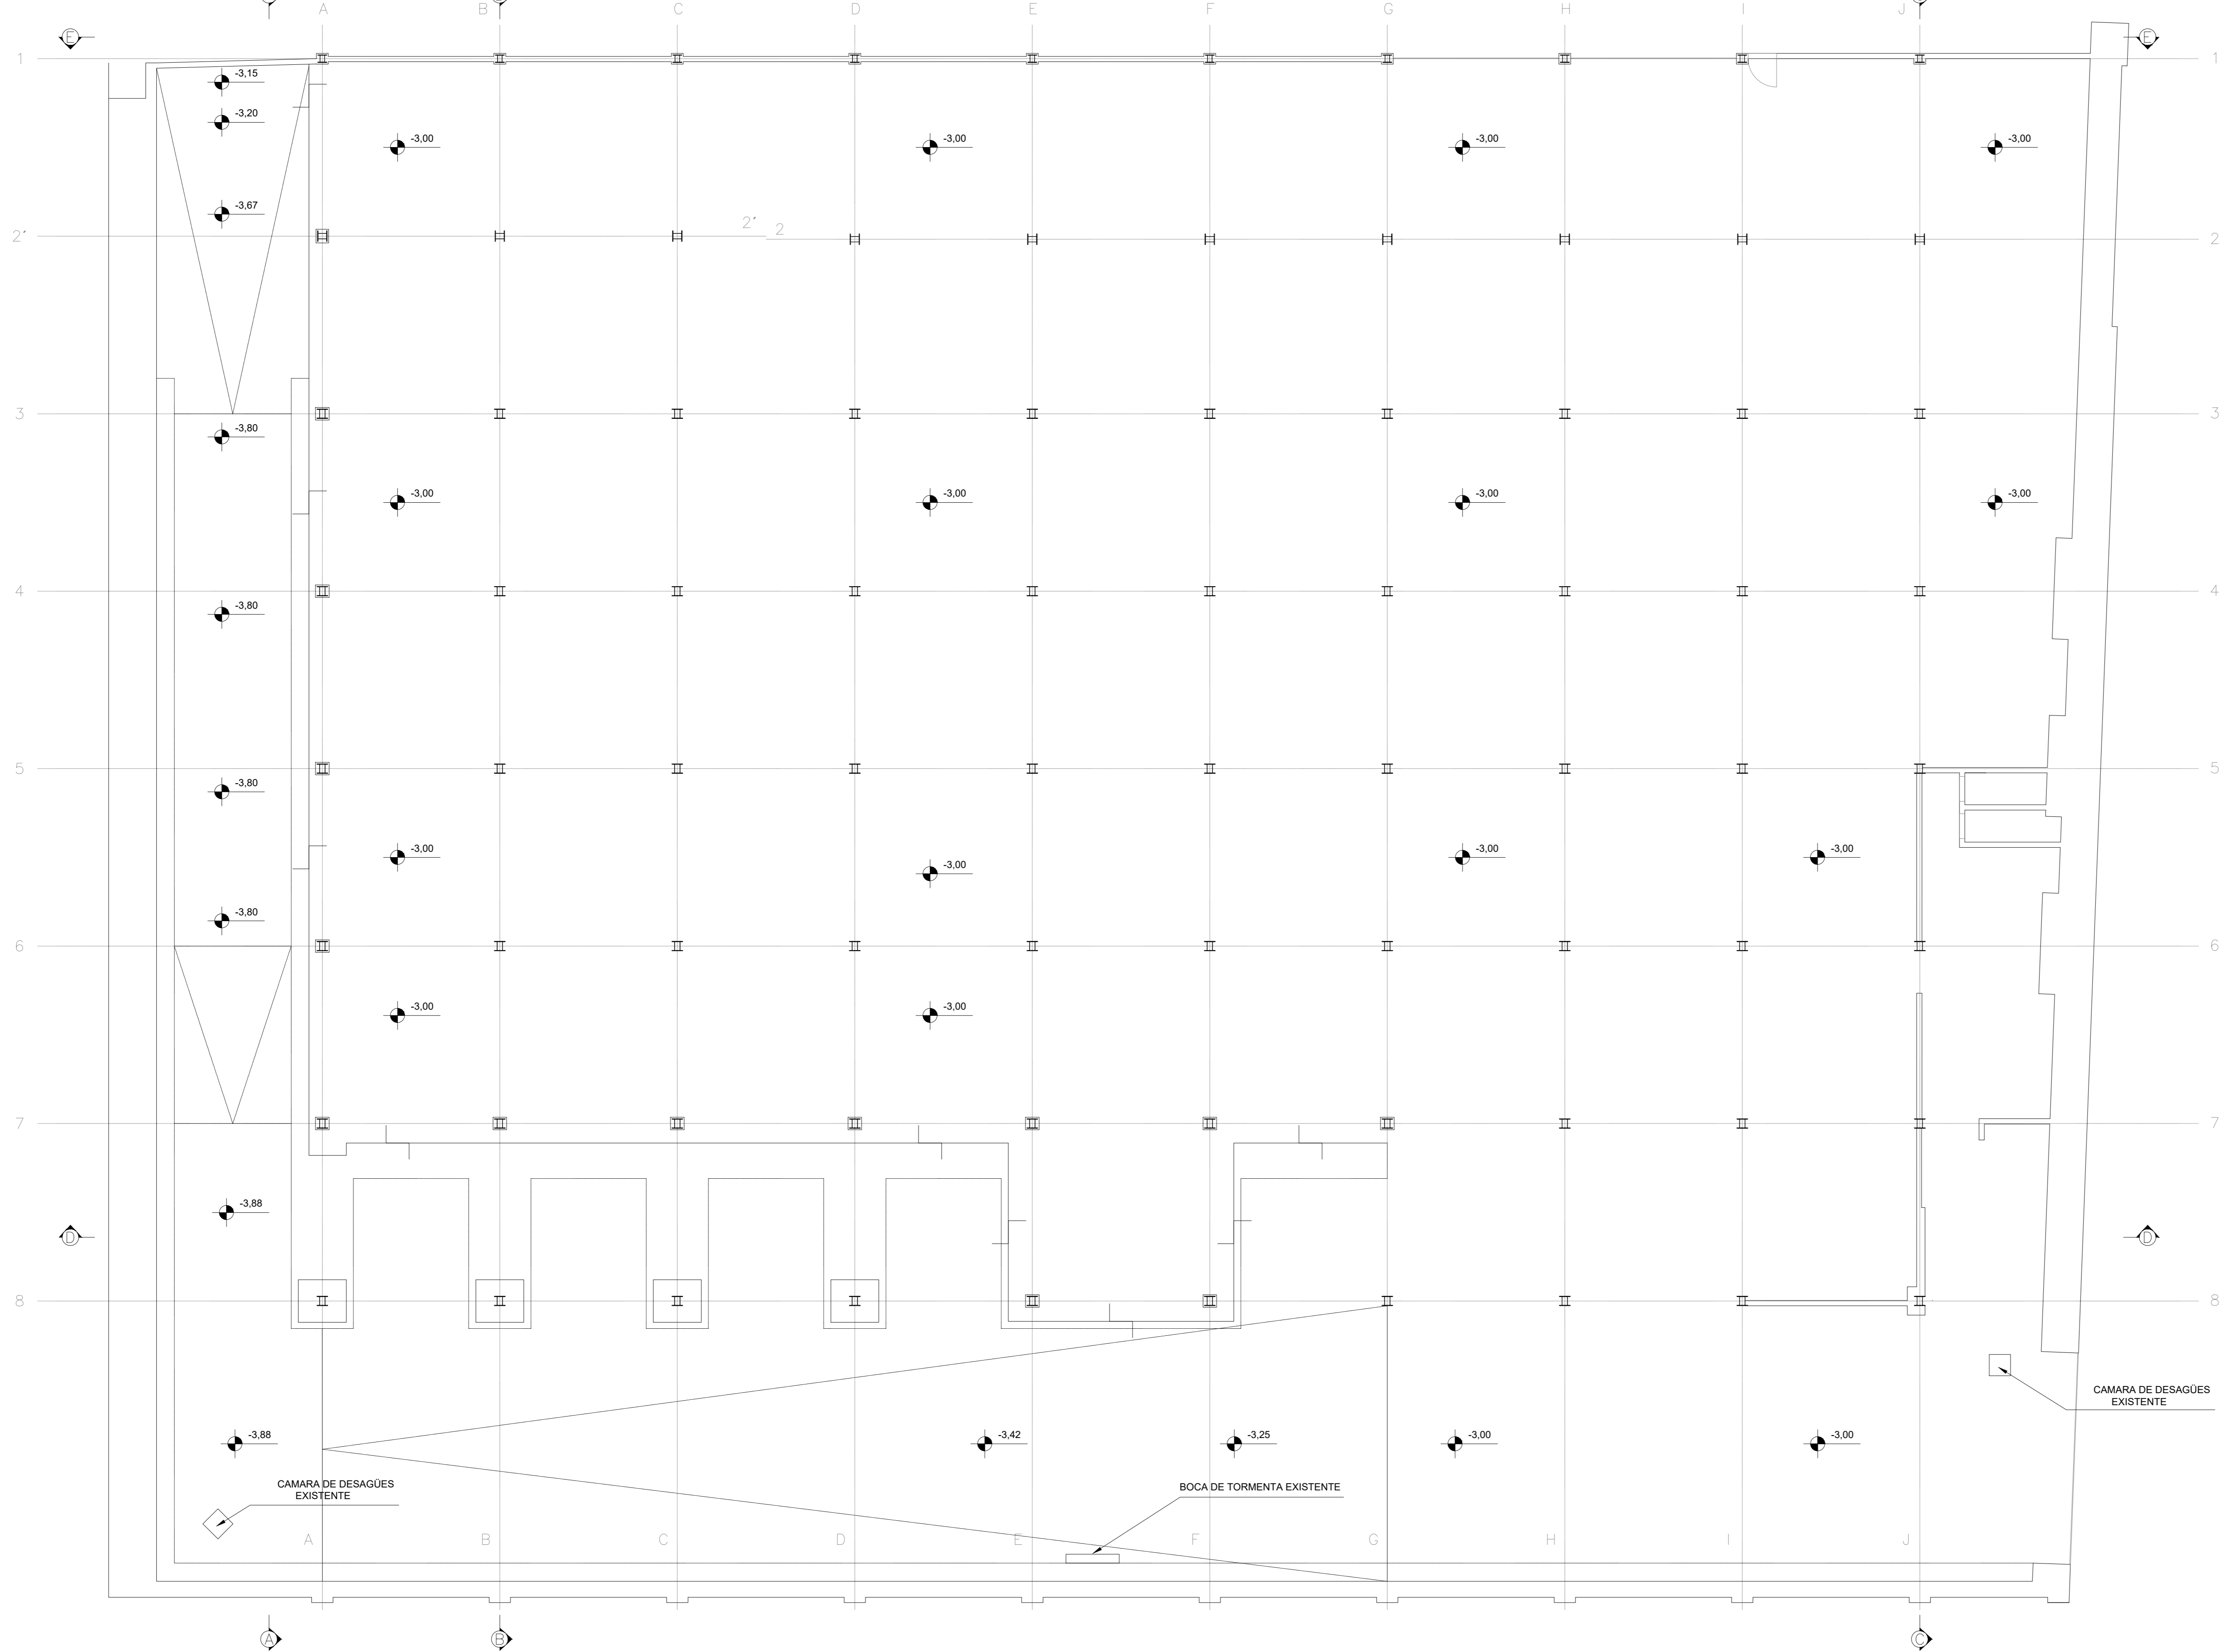 A B C D E F G H I J
E E
1 1
-3,15
-3,20
-3,00 -3,00 -3,00 -3,00
-3,67
2' 2
2' 2
3 3
-3,80
-3,00 -3,00 -3,00 -3,00
4 4
-3,80
5 5
-3,80
-3,00 -3,00 -3,00 -3,00
-3,80
6 6
-3,00 -3,00
7 7
-3,88
D D
8 8
CAMARA DE DESAGÜES
EXISTENTE
-3,88 -3,42 -3,25 -3,00 -3,00
CAMARA DE DESAGÜES
EXISTENTE
BOCA DE TORMENTA EXISTENTE
A B C D E F G H I J
A B C